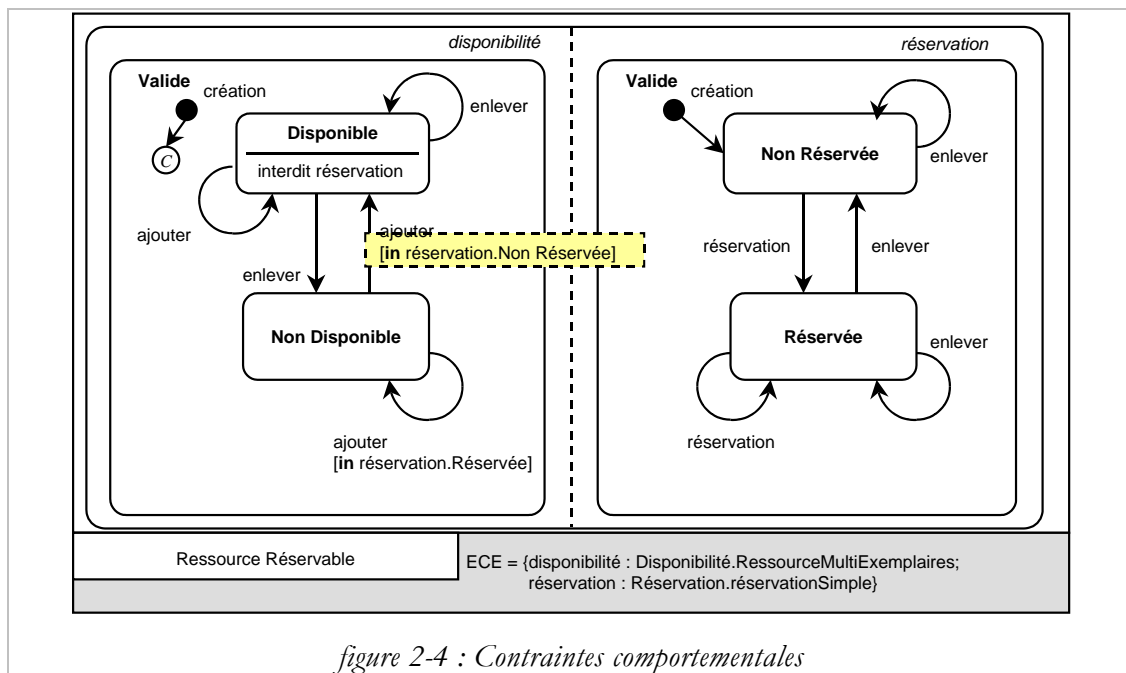 disponibilité
réservation
Valide
création
C
Disponible
interdit réservation
enlever
ajouter
enlever
ajouter
[in réservation.Non Réservée]
Non Disponible
ajouter
[in réservation.Réservée]
Valide
création
Non Réservée
enlever
réservation
enlever
Réservée
enlever
réservation
Ressource Réservable
ECE = {disponibilité : Disponibilité.RessourceMultiExemplaires;
réservation : Réservation.réservationSimple}
figure 2-4 : Contraintes comportementales